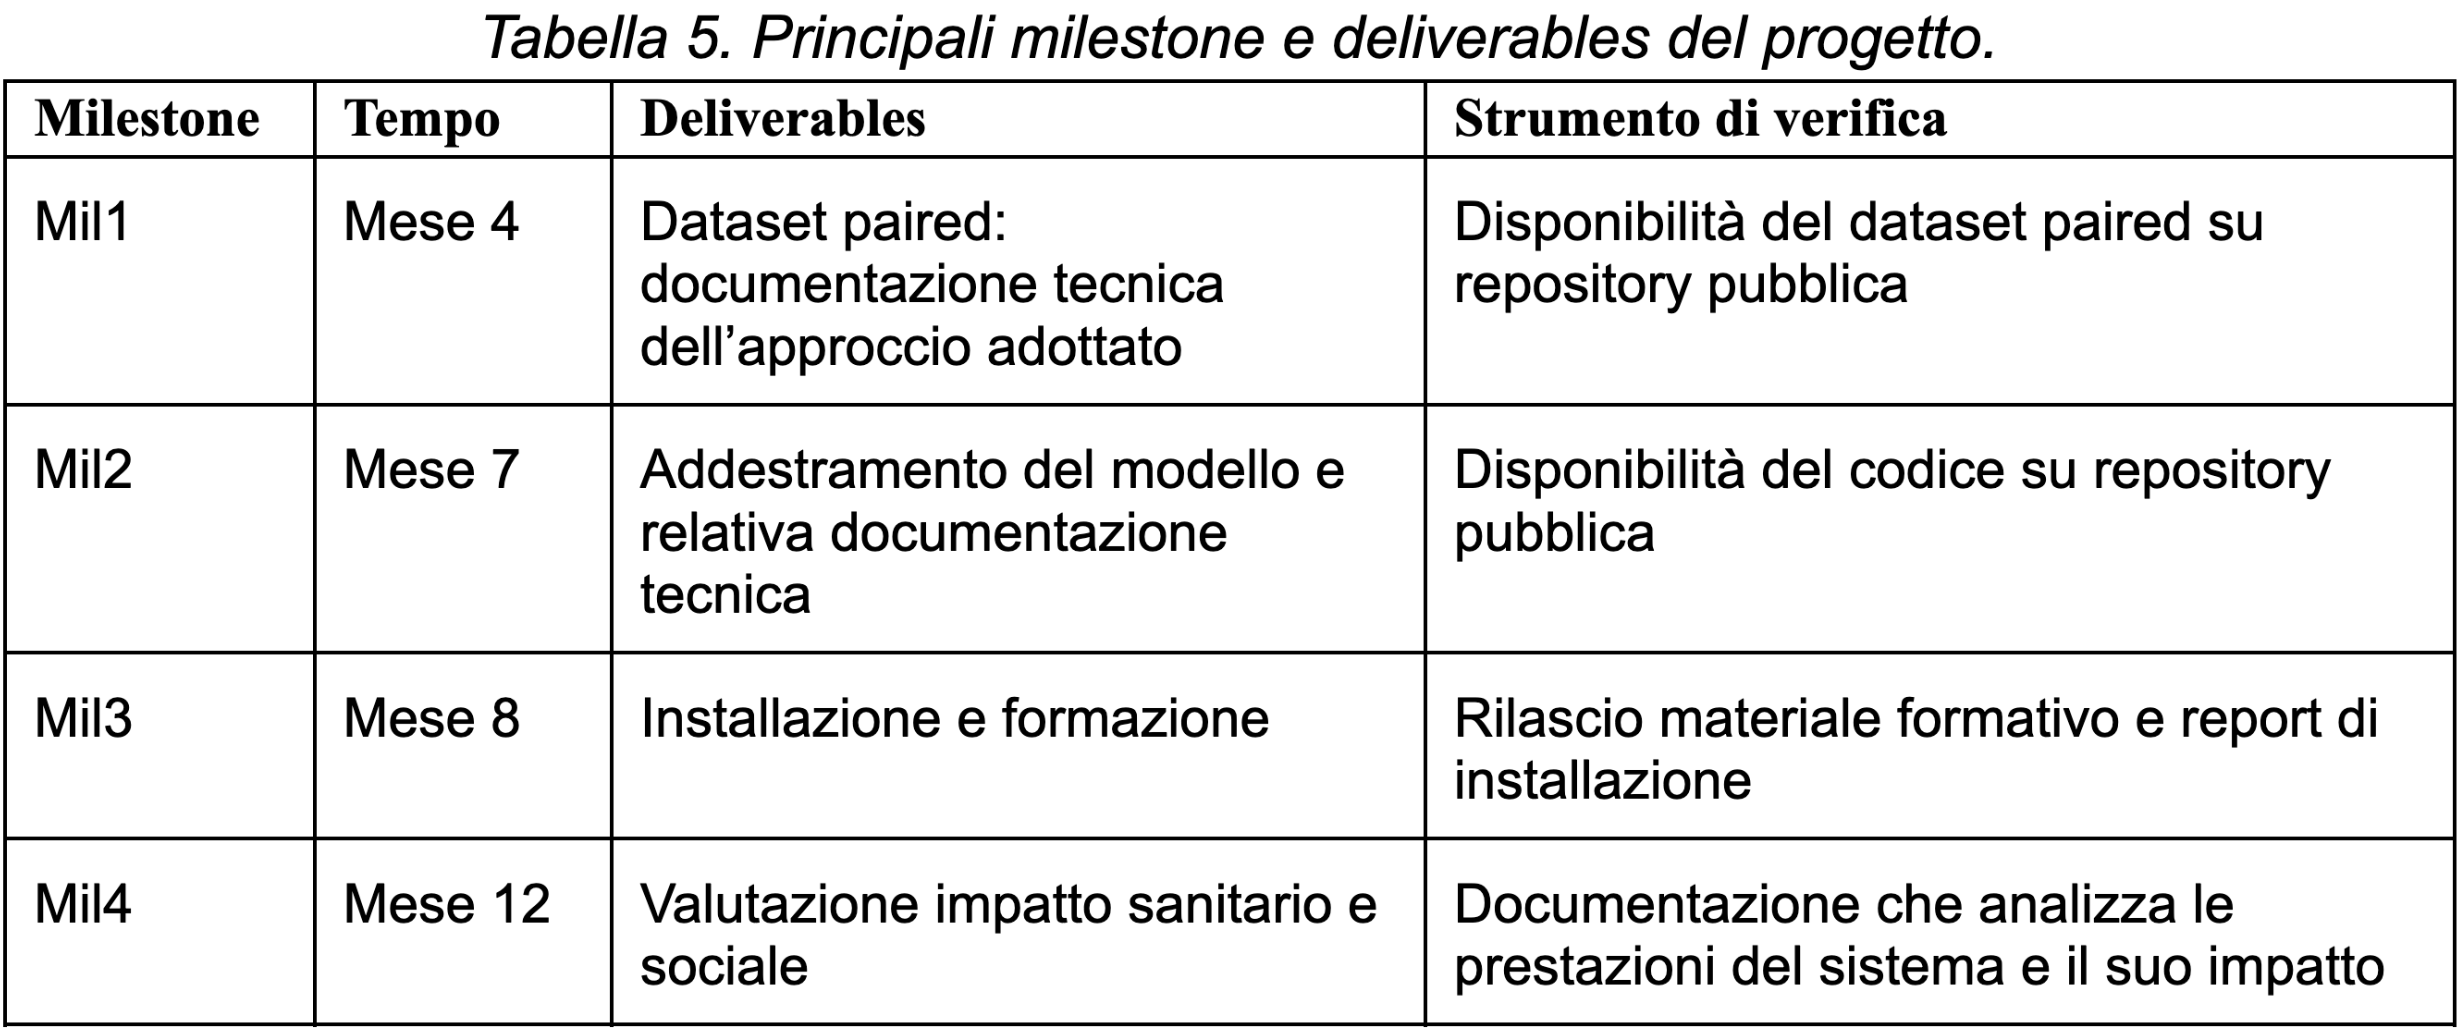 Tabella 5. Principali milestone e deliverables del progetto.
Milestone Tempo Deliverables Strumento di verifica
Mil1 Mese 4 Dataset paired: Disponibilità del dataset paired su
documentazione tecnica repository pubblica
dell’approccio adottato
Mil2 Mese 7 Addestramento del modello e Disponibilità del codice su repository
relativa documentazione pubblica
tecnica
Mil3 Mese 8 Installazione e formazione Rilascio materiale formativo e report di
installazione
Mil4 Mese 12 Valutazione impatto sanitario e Documentazione che analizza le
sociale prestazioni del sistema e il suo impatto